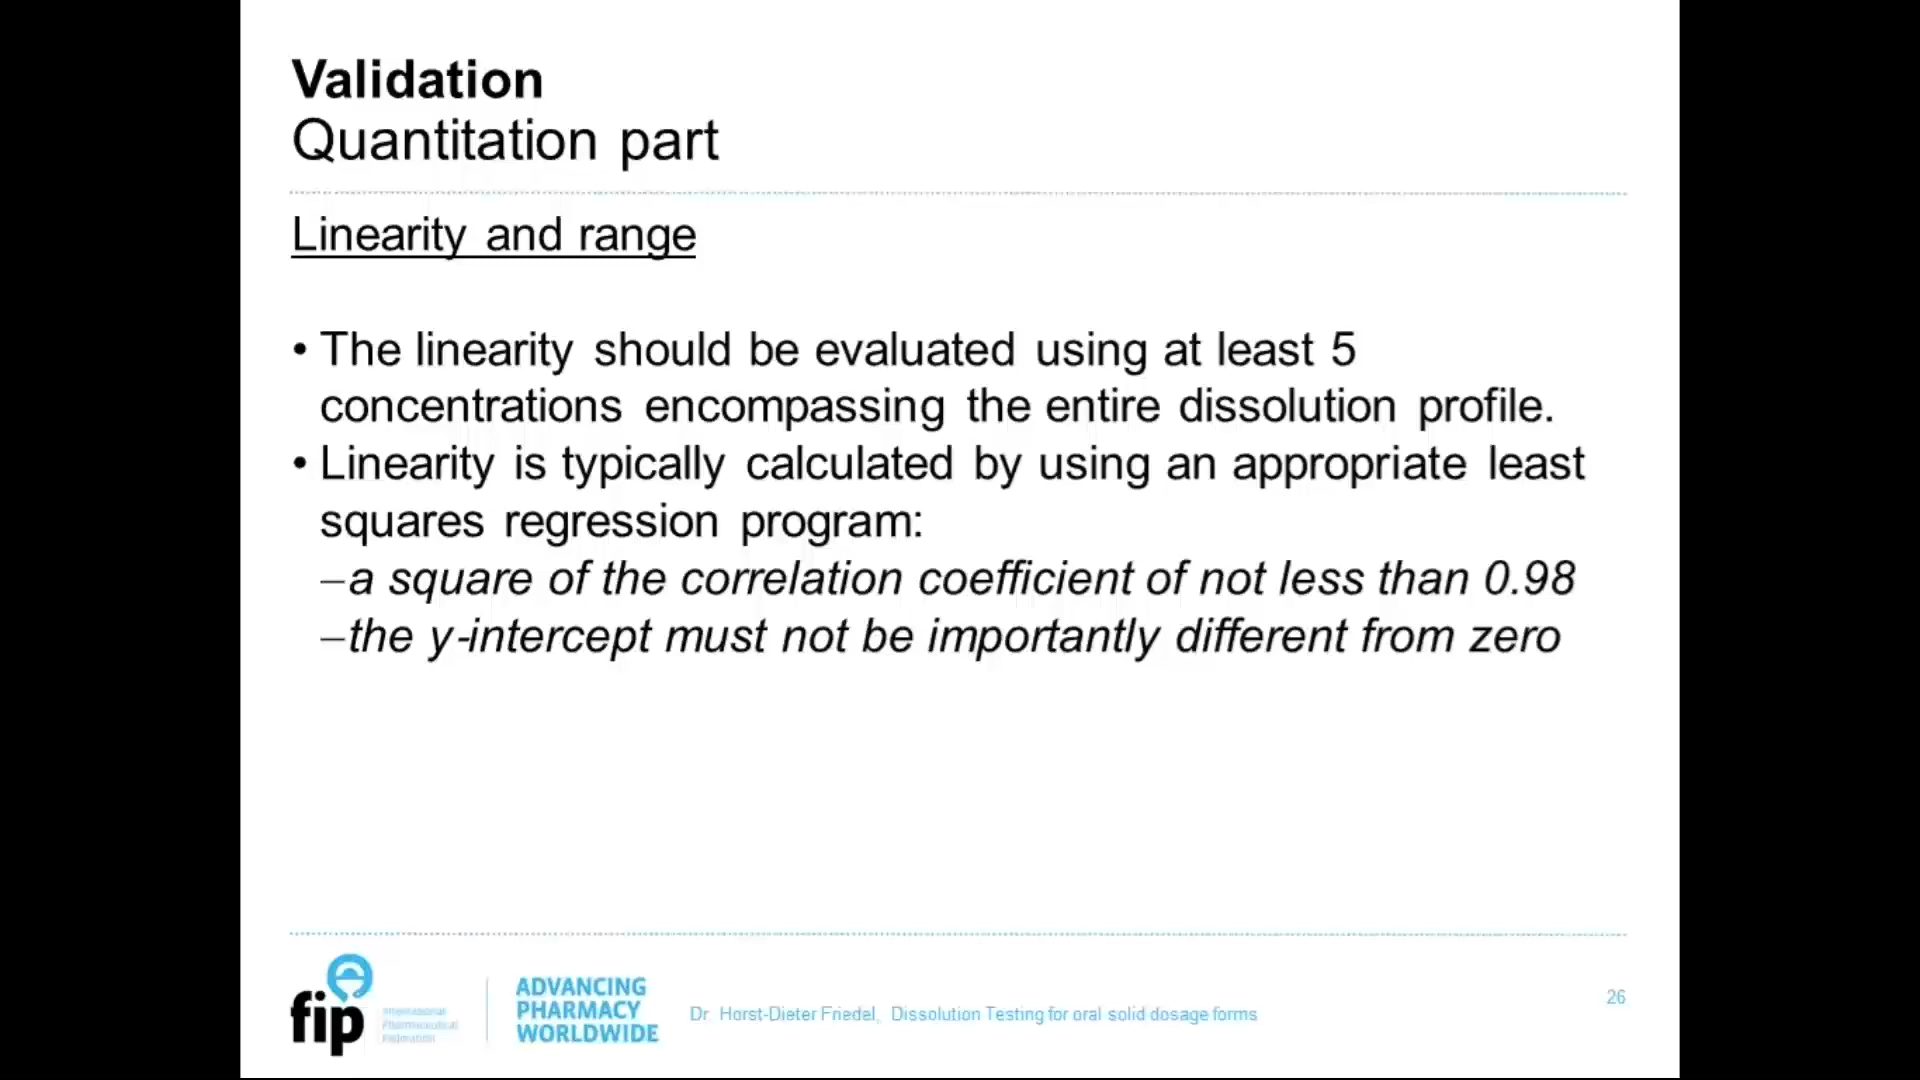 Validation
Quantitation part
Linearity and range
• The linearity should be evaluated using at least 5
concentrations encompassing the entire dissolution profile.
• Linearity is typically calculated by using an appropriate least
squares regression program:
–a square of the correlation coefficient of not less than 0.98
–the y-intercept must not be importantly different from zero
fip
International
Pharmaceutical
Federation
ADVANCING
PHARMACY
WORLDWIDE
Dr. Horst-Dieter Friedel, Dissolution Testing for oral solid dosage forms
26